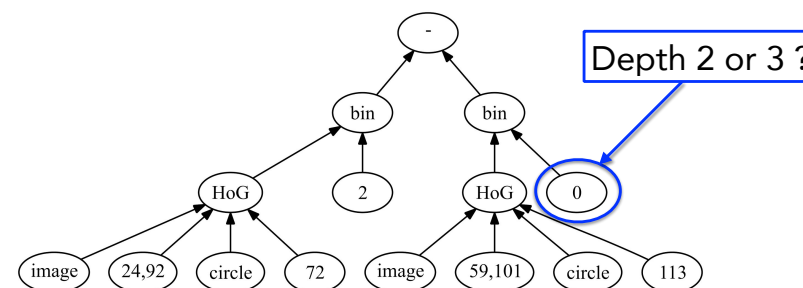 -
Depth 2 or 3 ?
bin
bin
HoG
2
HoG
0
image
24,92
circle
72
image
59,101
circle
113